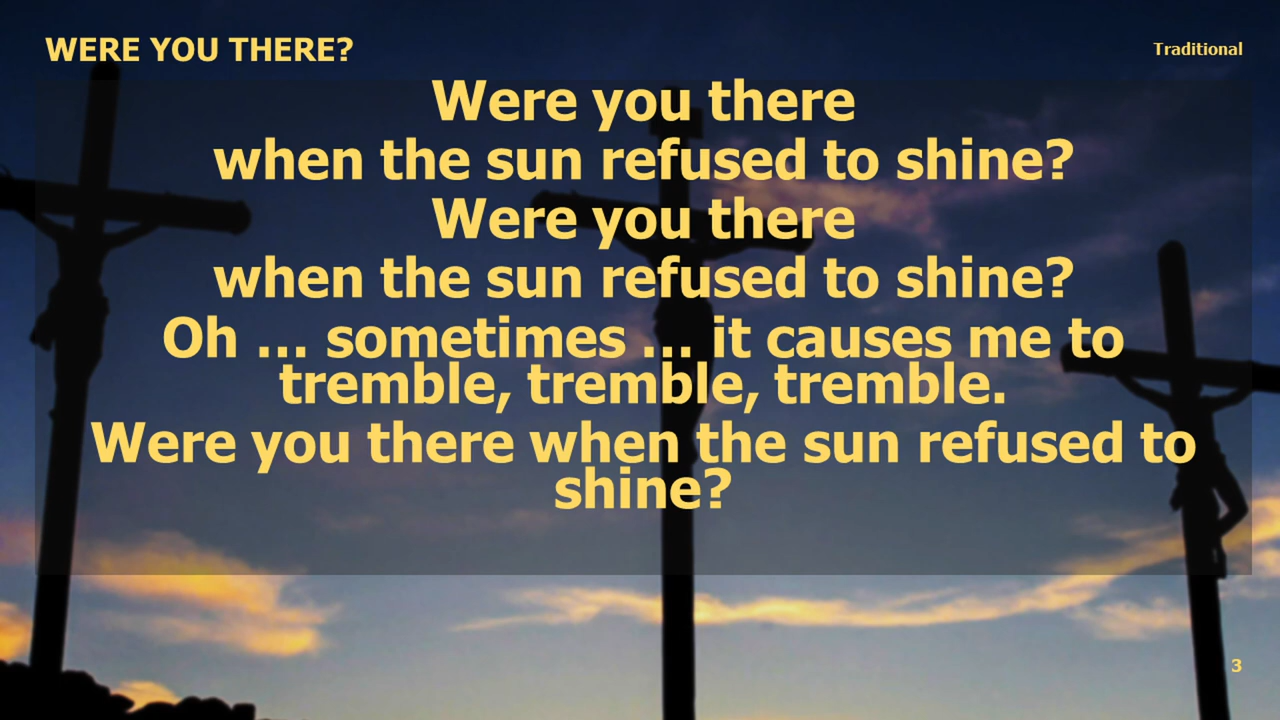 WERE YOU THERE?
Traditional
Were you there
when the sun refused to shine?
Were you there
when the sun refused to shine?
Oh … sometimes … it causes me to
tremble, tremble, tremble.
Were you there when the sun refused to
shine?
3